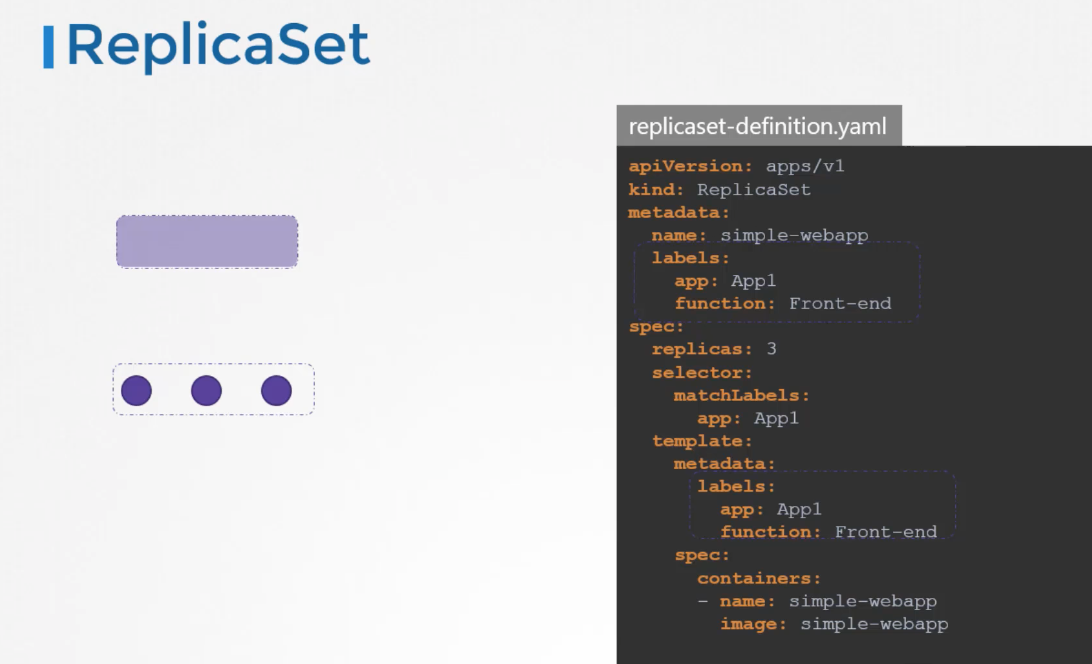 ReplicaSet
replicaset-definition.yaml
apiVersion: apps/v1
kind: ReplicaSet
metadata:
  name: simple-webapp
  labels:
    app: App1
    function: Front-end
spec:
  replicas: 3
  selector:
    matchLabels:
      app: App1
  template:
    metadata:
      labels:
        app: App1
        function: Front-end
    spec:
      containers:
      - name: simple-webapp
        image: simple-webapp